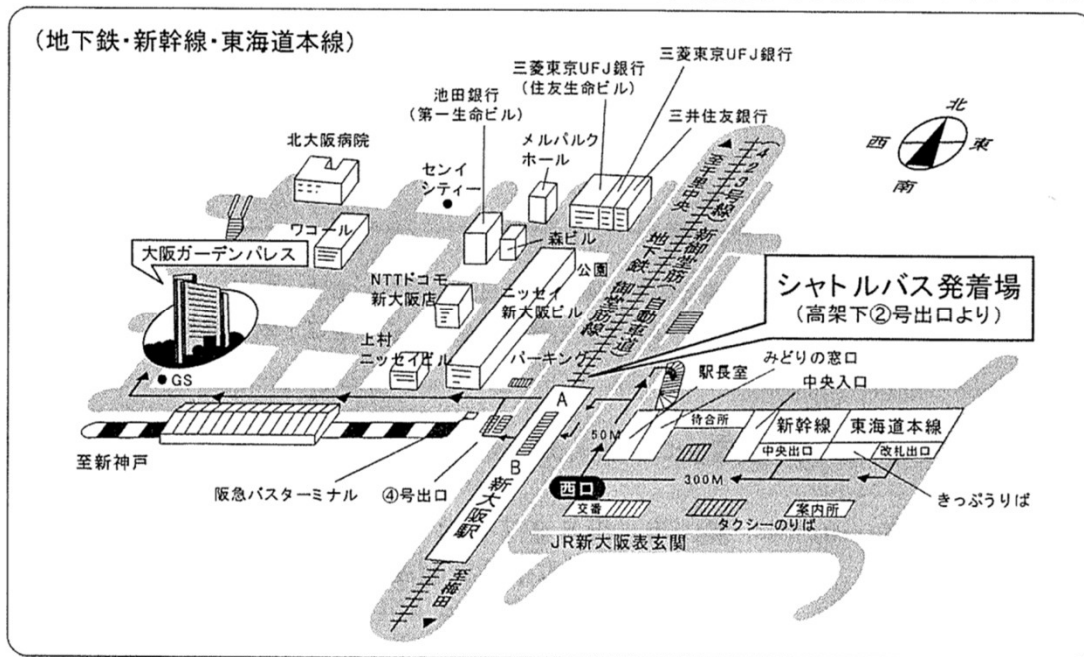 (地下鉄・新幹線・東海道本線)
三菱東京UFJ銀行
三菱東京UFJ銀行
(住友生命ビル)
池田銀行
(第一生命ビル)
三井住友銀行
北
西
東
南
北大阪病院
メルパルク
ホール
センイ
シティー
ワコール
森ビル
大阪ガーデンパレス
NTTドコモ
新大阪店
公園
ニッセイ
新大阪ビル
至千里中央
(423号線)新御堂筋(自動車道)
地下鉄 御堂筋線
シャトルバス発着場
(高架下②号出口より)
上村
ニッセイビル
パーキング
みどりの窓口
駅長室
中央入口
GS
A
待合所
新幹線
東海道本線
50M
中央出口
改札出口
至新神戸
B
西口
300M
阪急バスターミナル
④号出口
新大阪駅
きっぷうりば
交番
案内所
タクシーのりば
JR新大阪表玄関
至梅田